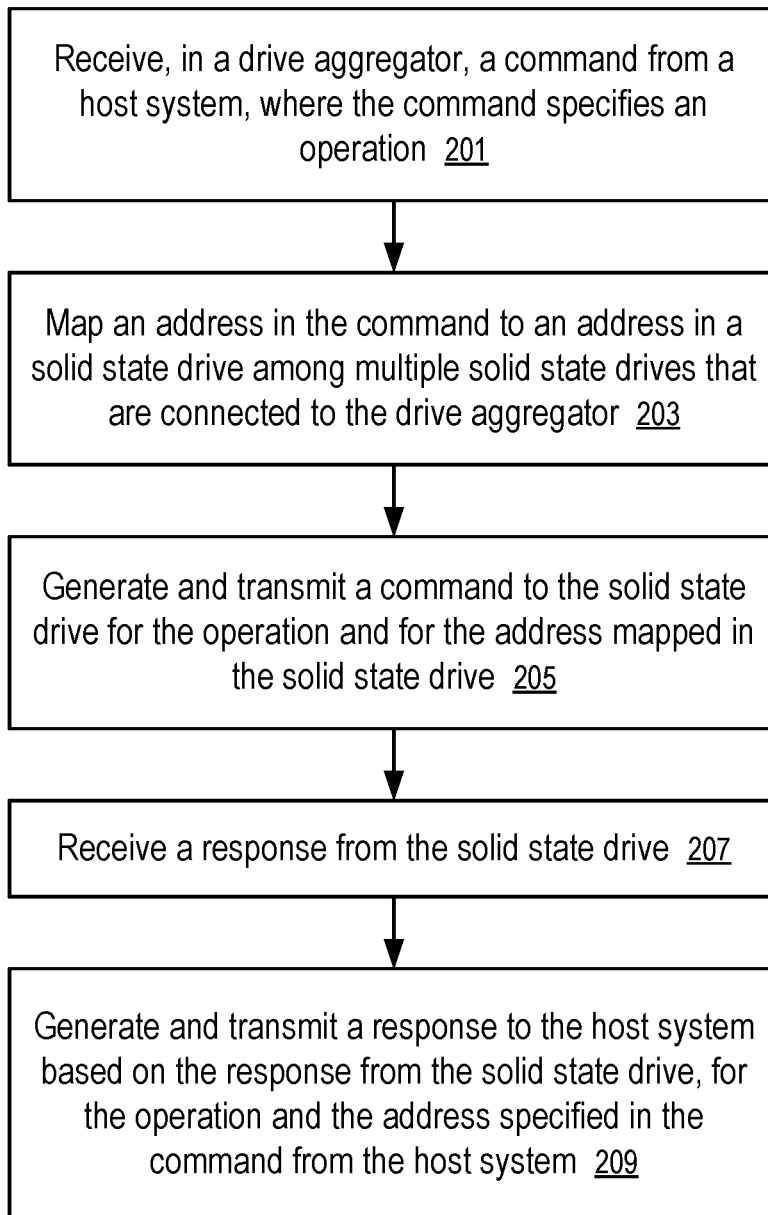 Receive, in a drive aggregator, a command from a
host system, where the command specifies an
operation 201
Map an address in the command to an address in a
solid state drive among multiple solid state drives that
are connected to the drive aggregator 203
Generate and transmit a command to the solid state
drive for the operation and for the address mapped in
the solid state drive 205
Receive a response from the solid state drive 207
Generate and transmit a response to the host system
based on the response from the solid state drive, for
the operation and the address specified in the
command from the host system 209